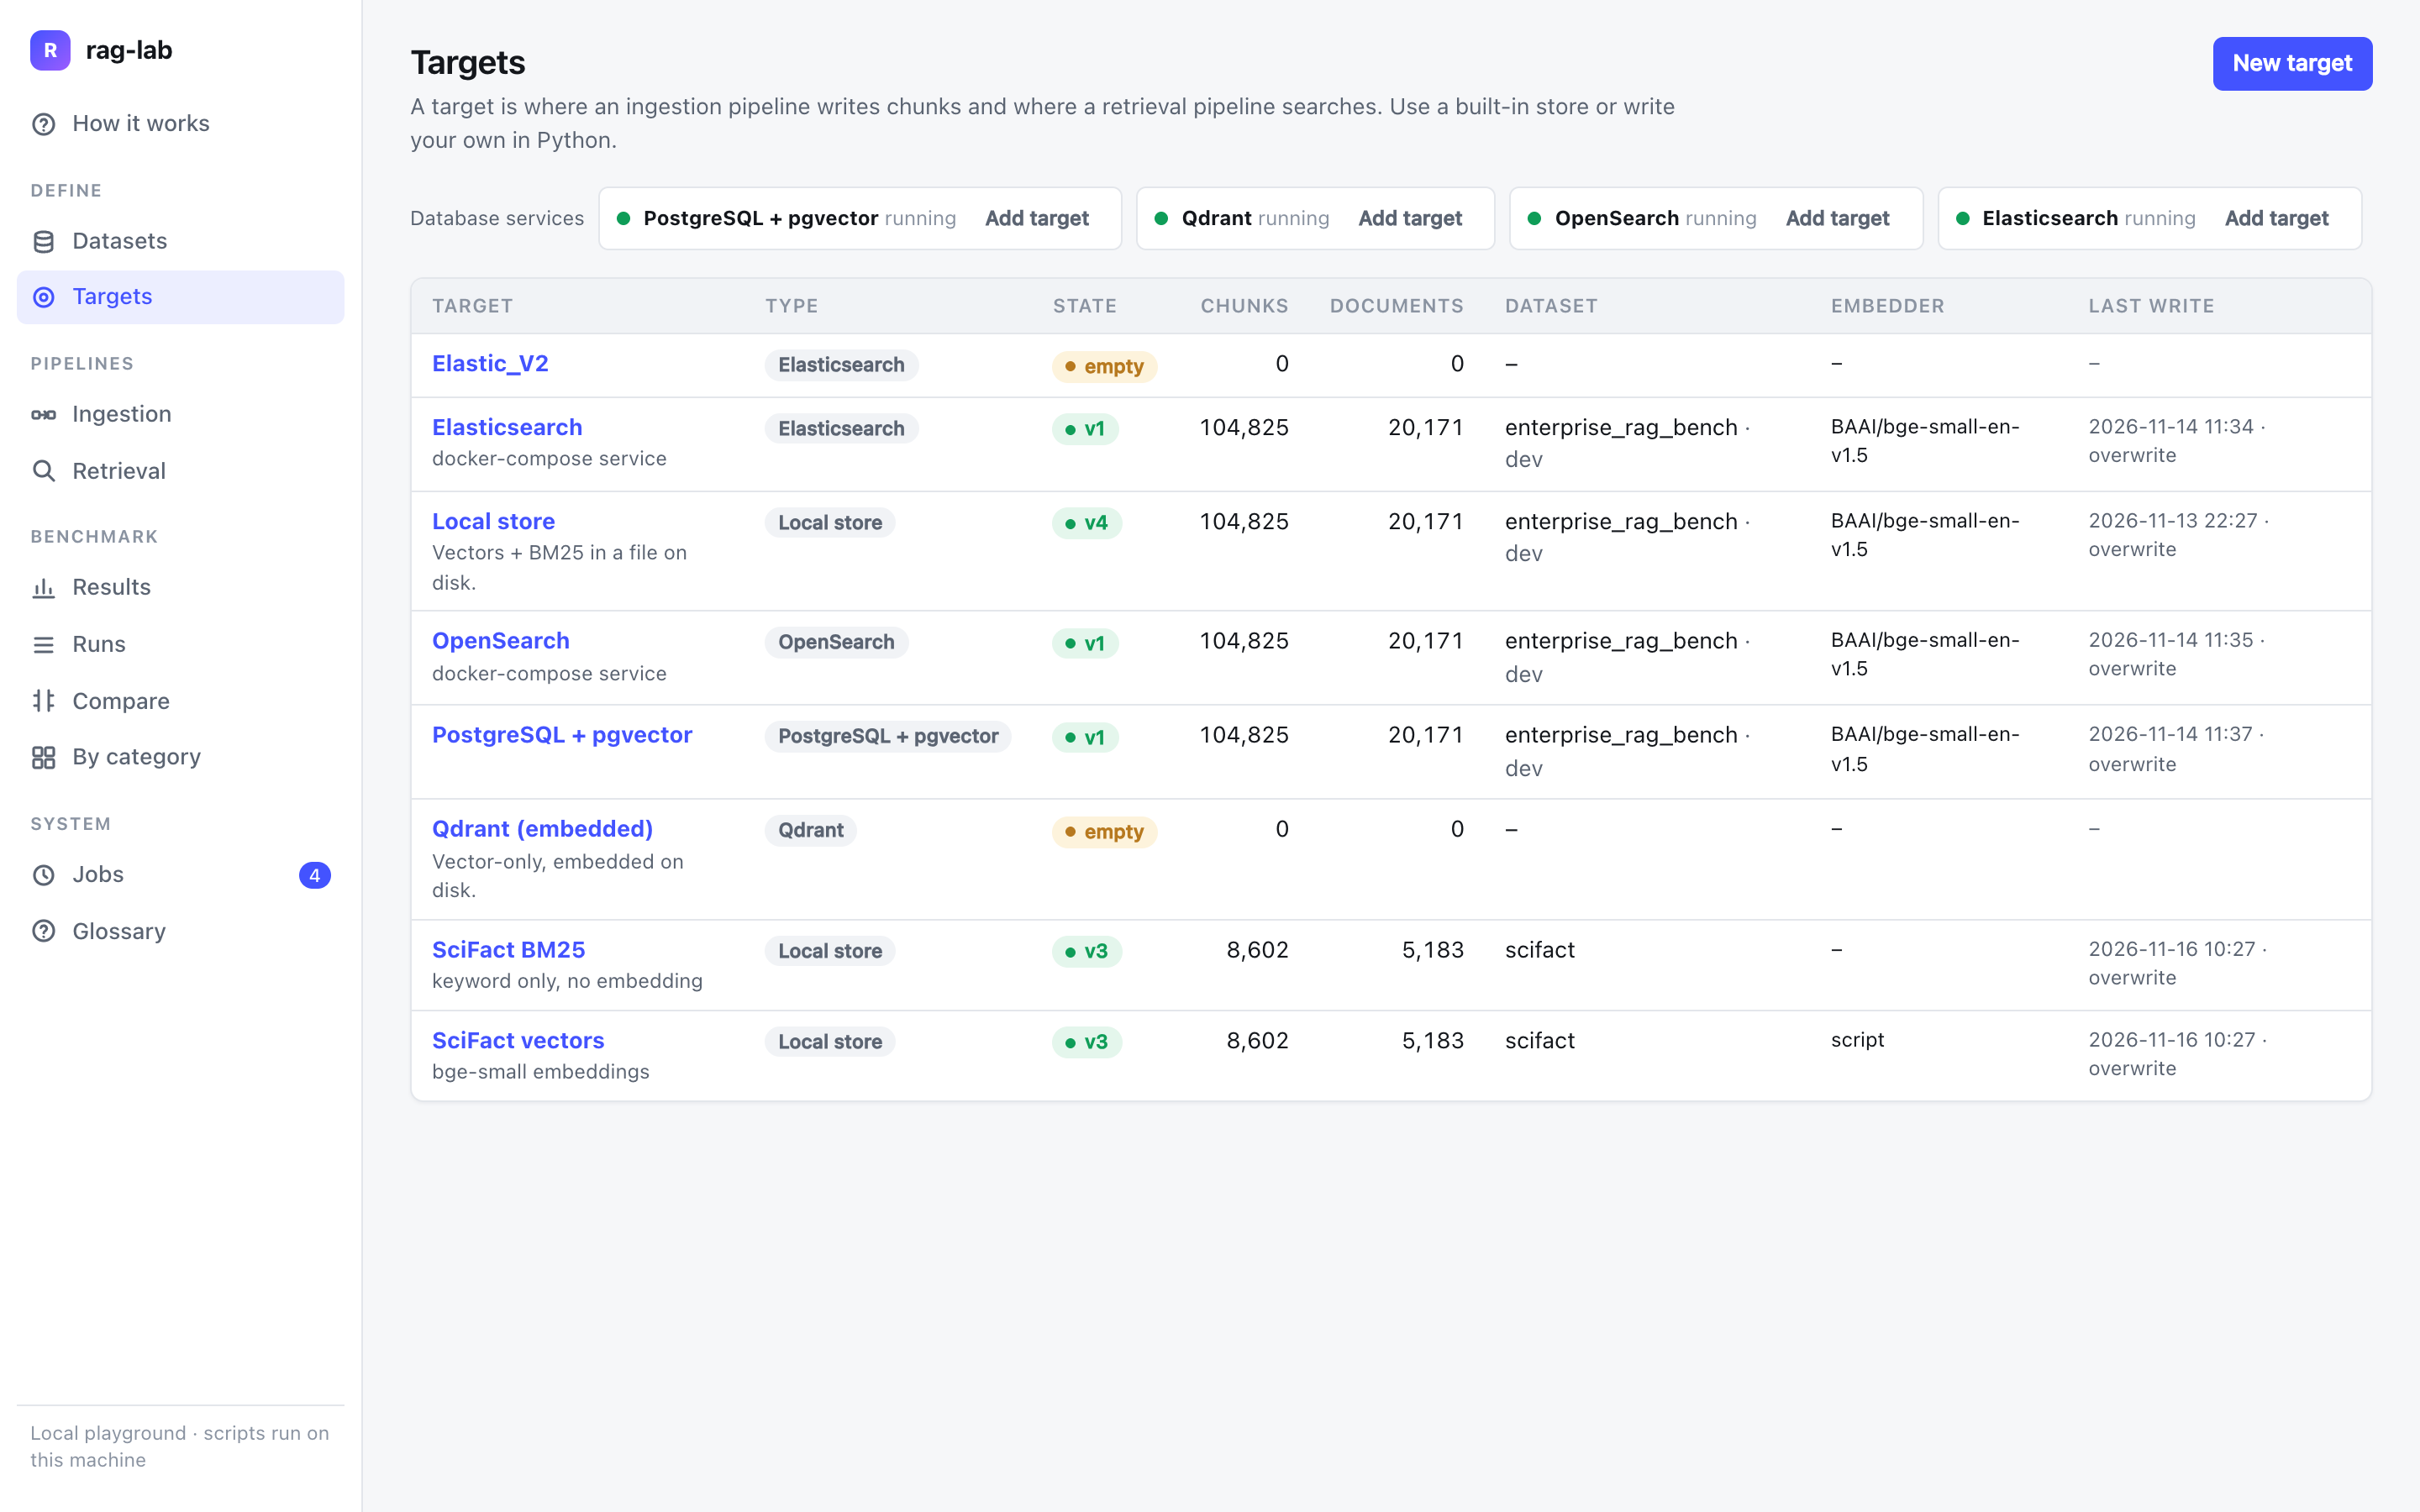 R rag-lab
How it works
DEFINE
Datasets
Targets
PIPELINES
Ingestion
Retrieval
BENCHMARK
Results
Runs
Compare
By category
SYSTEM
Jobs 4
Glossary
Local playground · scripts run on
this machine
Targets
New target
A target is where an ingestion pipeline writes chunks and where a retrieval pipeline searches. Use a built-in store or write
your own in Python.
Database services PostgreSQL + pgvector running Add target Qdrant running Add target OpenSearch running Add target Elasticsearch running Add target
TARGET TYPE STATE CHUNKS DOCUMENTS DATASET EMBEDDER LAST WRITE
Elastic_V2 Elasticsearch empty 0 0 – – –
Elasticsearch Elasticsearch v1 104,825 20,171 enterprise_rag_bench · BAAI/bge-small-en- 2026-11-14 11:34 ·
docker-compose service dev v1.5 overwrite
Local store Local store v4 104,825 20,171 enterprise_rag_bench · BAAI/bge-small-en- 2026-11-13 22:27 ·
Vectors + BM25 in a file on dev v1.5 overwrite
disk.
OpenSearch OpenSearch v1 104,825 20,171 enterprise_rag_bench · BAAI/bge-small-en- 2026-11-14 11:35 ·
docker-compose service dev v1.5 overwrite
PostgreSQL + pgvector PostgreSQL + pgvector v1 104,825 20,171 enterprise_rag_bench · BAAI/bge-small-en- 2026-11-14 11:37 ·
dev v1.5 overwrite
Qdrant (embedded) Qdrant empty 0 0 – – –
Vector-only, embedded on
disk.
SciFact BM25 Local store v3 8,602 5,183 scifact – 2026-11-16 10:27 ·
keyword only, no embedding overwrite
SciFact vectors Local store v3 8,602 5,183 scifact script 2026-11-16 10:27 ·
bge-small embeddings overwrite